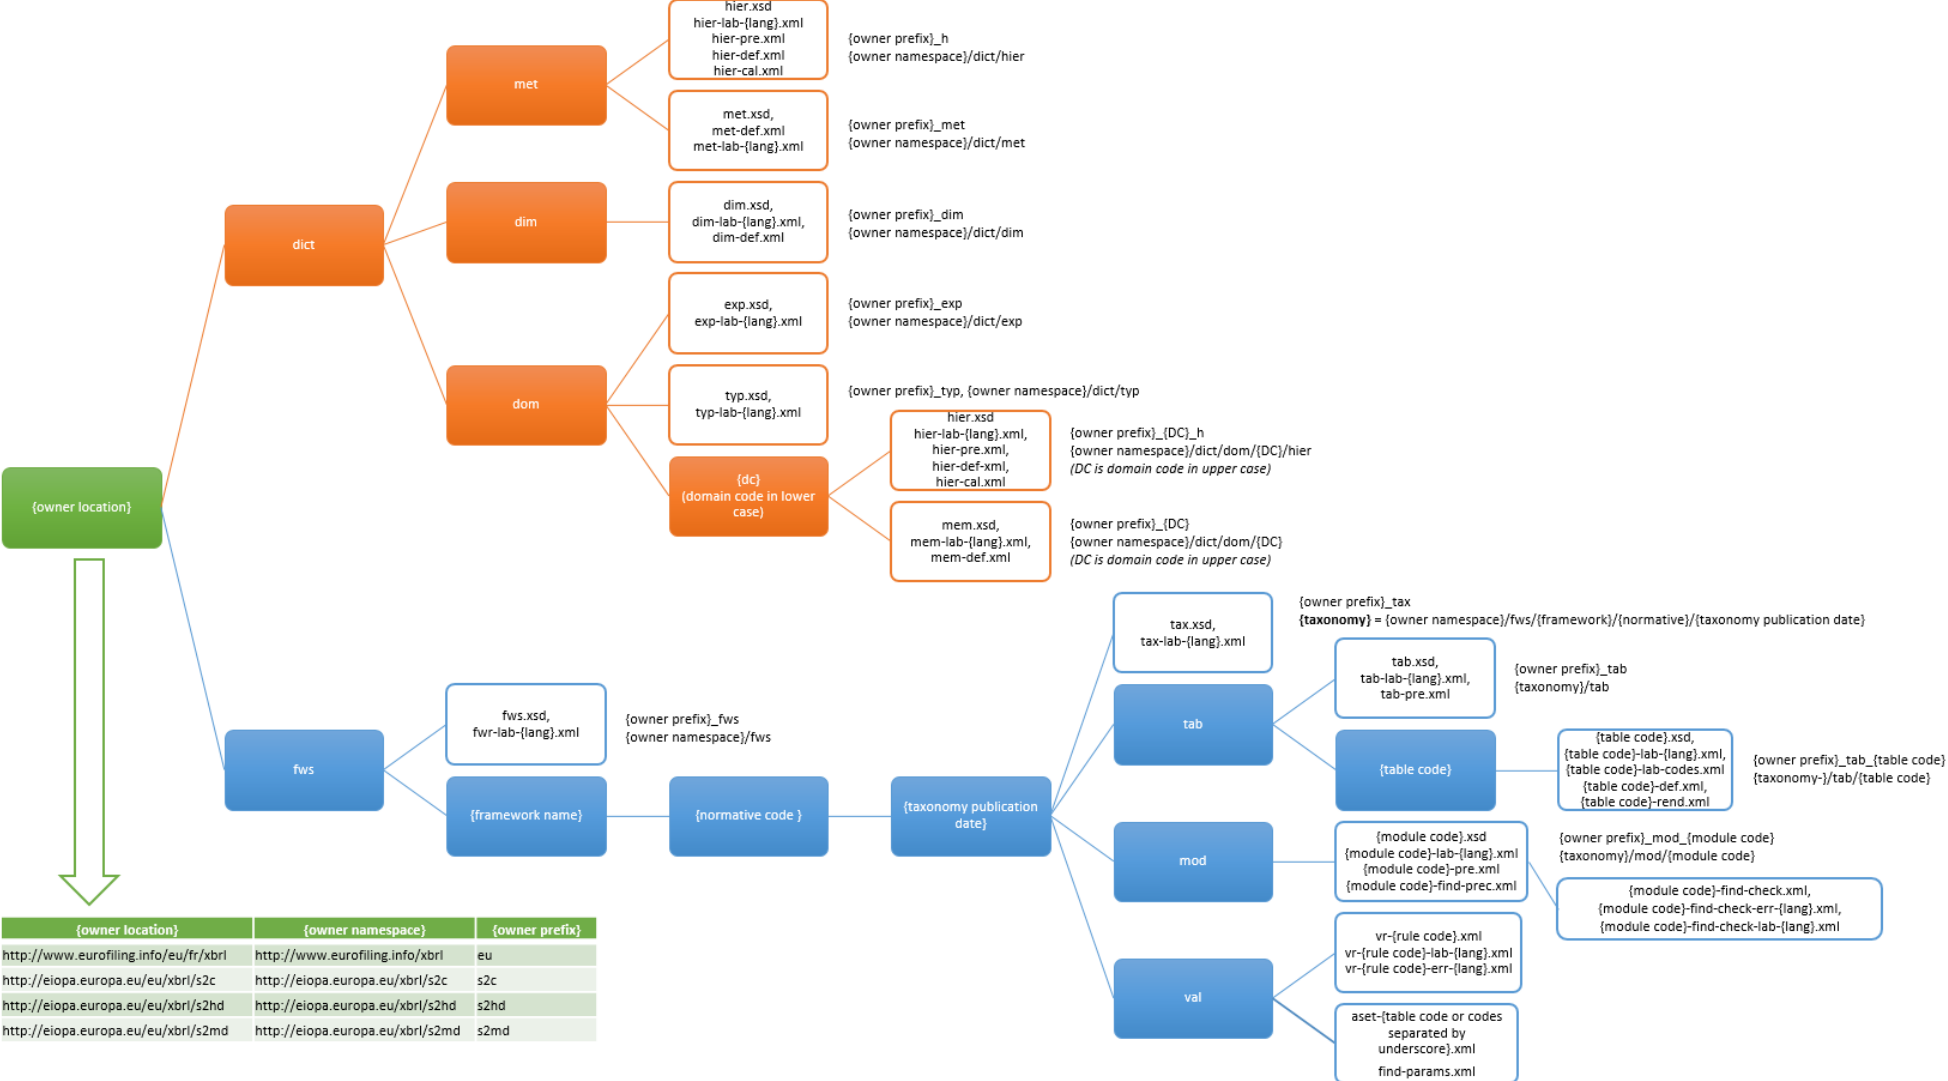 hier.xsd
hier-lab-{lang}.xml
hier-pre.xml
hier-def.xml
hier-cal.xml
{owner prefix}_h
{owner namespace}/dict/hier
met
met.xsd,
met-def.xml
met-lab-{lang}.xml
{owner prefix}_met
{owner namespace}/dict/met
dim
dim.xsd,
dim-lab-{lang}.xml,
dim-def.xml
{owner prefix}_dim
{owner namespace}/dict/dim
dict
exp.xsd,
exp-lab-{lang}.xml
{owner prefix}_exp
{owner namespace}/dict/exp
dom
typ.xsd,
typ-lab-{lang}.xml
{owner prefix}_typ, {owner namespace}/dict/typ
{dc}
(domain code in lower
case)
hier.xsd
hier-lab-{lang}.xml,
hier-pre.xml,
hier-def-xml,
hier-cal.xml
{owner prefix}_{DC}_h
{owner namespace}/dict/dom/{DC}/hier
(DC is domain code in upper case)
mem.xsd,
mem-lab-{lang}.xml,
mem-def.xml
{owner prefix}_{DC}
{owner namespace}/dict/dom/{DC}
(DC is domain code in upper case)
{owner location}
tax.xsd,
tax-lab-{lang}.xml
{owner prefix}_tax
{taxonomy} = {owner namespace}/fws/{framework}/{normative}/{taxonomy publication date}
tab.xsd,
tab-lab-{lang}.xml,
tab-pre.xml
{owner prefix}_tab
{taxonomy}/tab
tab
{table code}
{table code}.xsd,
{table code}-lab-{lang}.xml,
{table code}-lab-codes.xml
{table code}-def.xml,
{table code}-rend.xml
{owner prefix}_tab_{table code}
{taxonomy-}/tab/{table code}
fws
fws.xsd,
fwr-lab-{lang}.xml
{owner prefix}_fws
{owner namespace}/fws
{framework name}
{normative code }
{taxonomy publication
date}
mod
{module code}.xsd
{module code}-lab-{lang}.xml
{module code}-pre.xml
{module code}-find-prec.xml
{owner prefix}_mod_{module code}
{taxonomy}/mod/{module code}
{module code}-find-check.xml,
{module code}-find-check-err-{lang}.xml,
{module code}-find-check-lab-{lang}.xml
val
vr-{rule code}.xml
vr-{rule code}-lab-{lang}.xml
vr-{rule code}-err-{lang}.xml
aset-{table code or codes
separated by
underscore}.xml
find-params.xml
{owner location} {owner namespace} {owner prefix}
http://www.eurofiling.info/eu/fr/xbrl http://www.eurofiling.info/xbrl eu
http://eiopa.europa.eu/eu/xbrl/s2c http://eiopa.europa.eu/xbrl/s2c s2c
http://eiopa.europa.eu/eu/xbrl/s2hd http://eiopa.europa.eu/xbrl/s2hd s2hd
http://eiopa.europa.eu/eu/xbrl/s2md http://eiopa.europa.eu/xbrl/s2md s2md